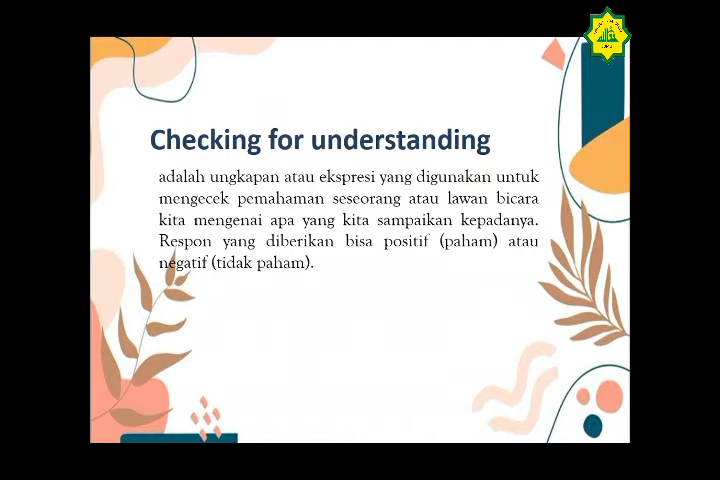 Checking for understanding
adalah ungkapan atau ekspresi yang digunakan untuk
mengecek pemahaman seseorang atau lawan bicara
kita mengenai apa yang kita sampaikan kepadanya.
Respon yang diberikan bisa positif (paham) atau
negatif (tidak paham).